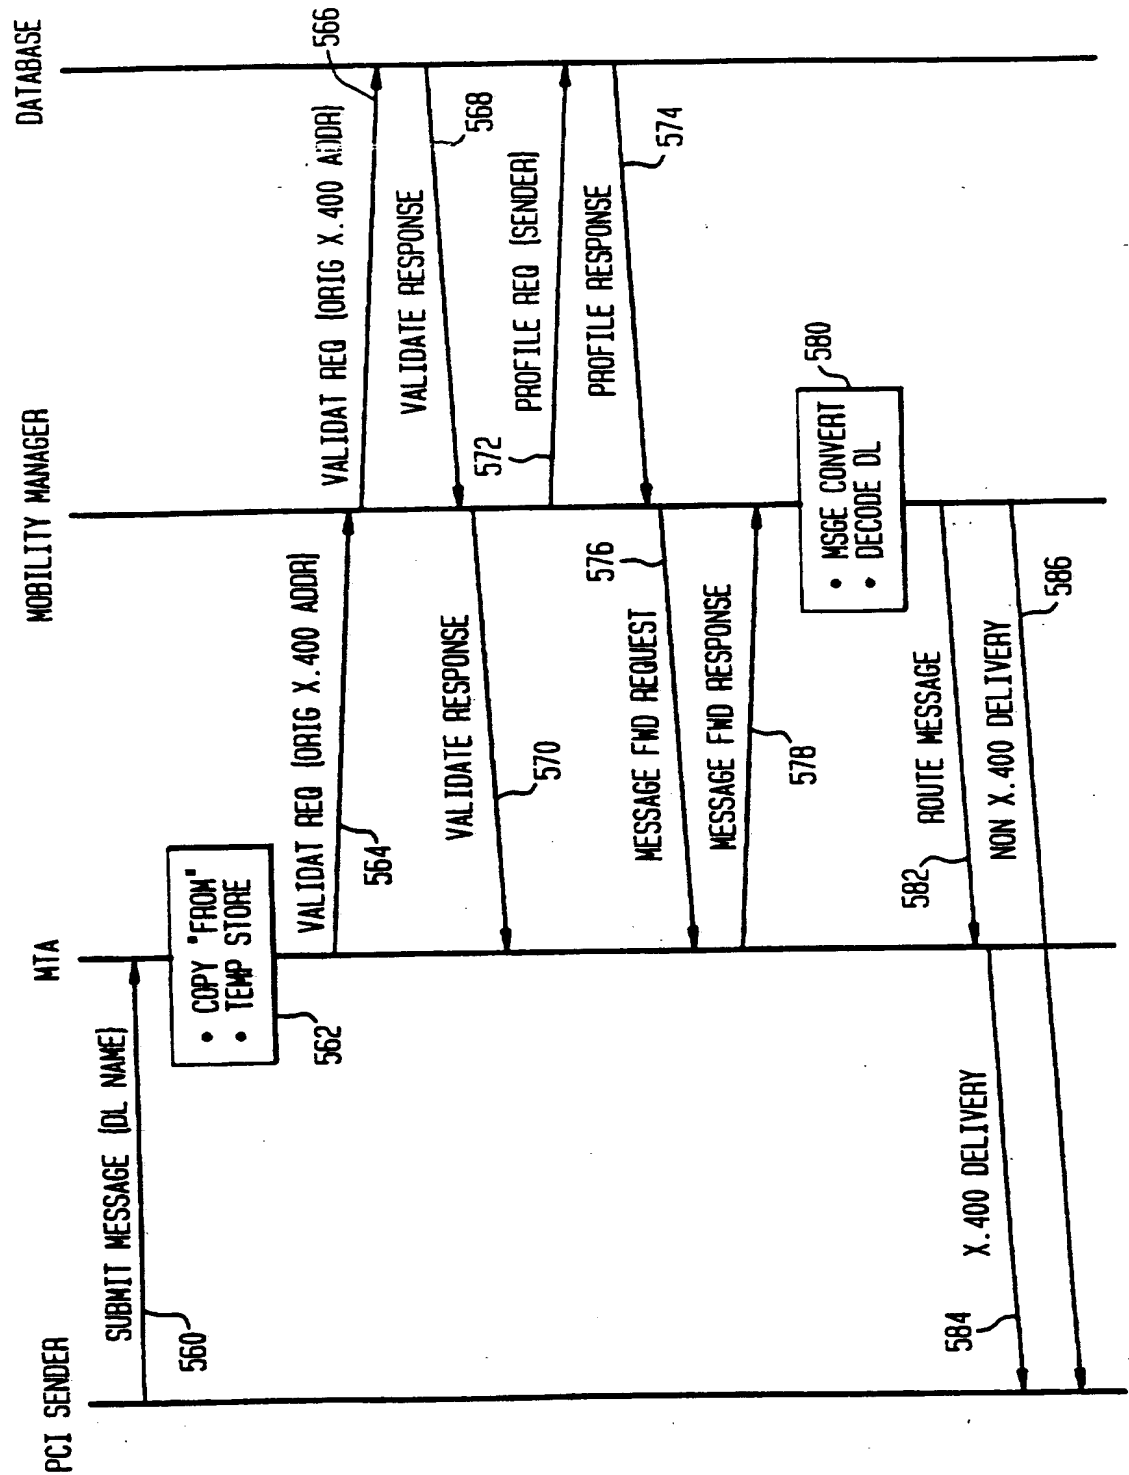 PCI SENDER
MTA
MOBILITY MANAGER
DATABASE
SUBMIT MESSAGE (DL NAME)
560
• COPY "FROM"
• TEMP STORE
562
VALIDAT REQ (ORIG X.400 ADDR)
564
VALIDAT REQ (ORIG X.400 ADDR)
566
VALIDATE RESPONSE
568
VALIDATE RESPONSE
570
PROFILE REQ (SENDER)
572
PROFILE RESPONSE
574
MESSAGE FWD REQUEST
576
MESSAGE FWD RESPONSE
578
• MSGE CONVERT
• DECODE DL
580
ROUTE MESSAGE
582
X.400 DELIVERY
584
NON X.400 DELIVERY
586